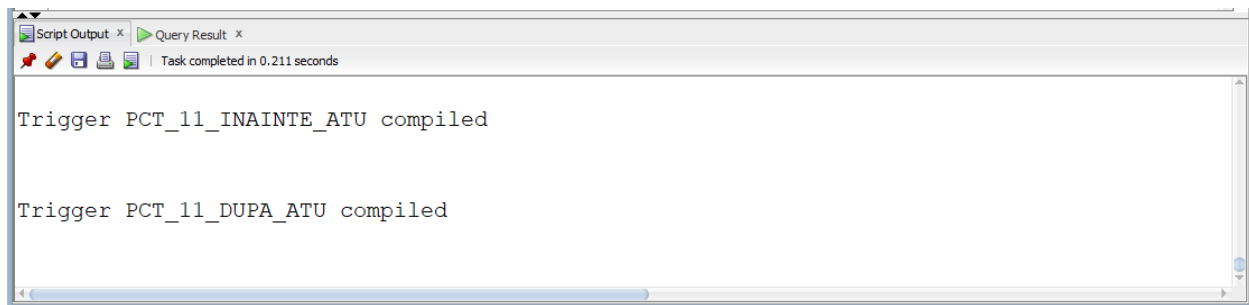 Script Output x Query Result x
Task completed in 0.211 seconds
Trigger PCT_11_INAINTE_ATU compiled
Trigger PCT_11_DUPA_ATU compiled